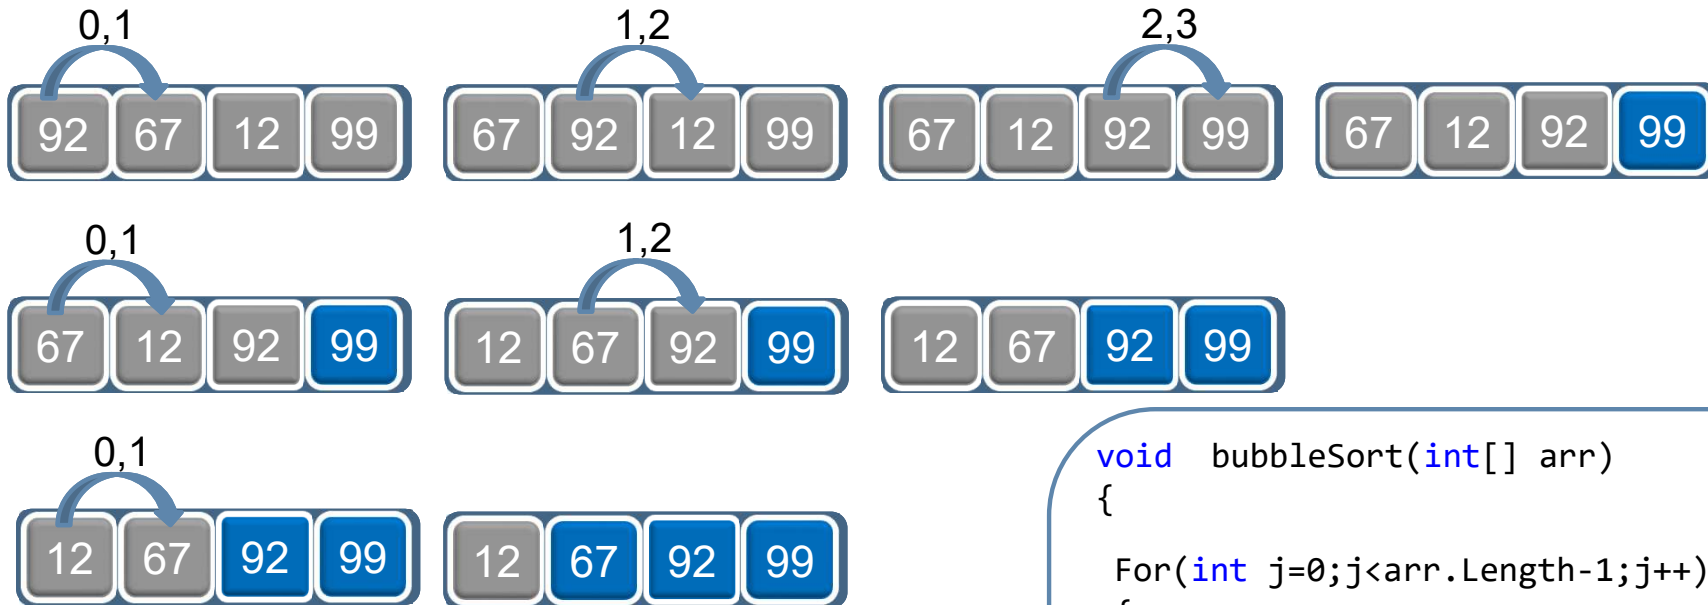 0,1 1,2 2,3
92 67 12 99 67 92 12 99 67 12 92 99 67 12 92 99
0,1 1,2
67 12 92 99 12 67 92 99 12 67 92 99
0,1
12 67 92 99 12 67 92 99
void  bubbleSort(int[] arr)
{
For(int j=0;j<arr.Length-1;j++)
{